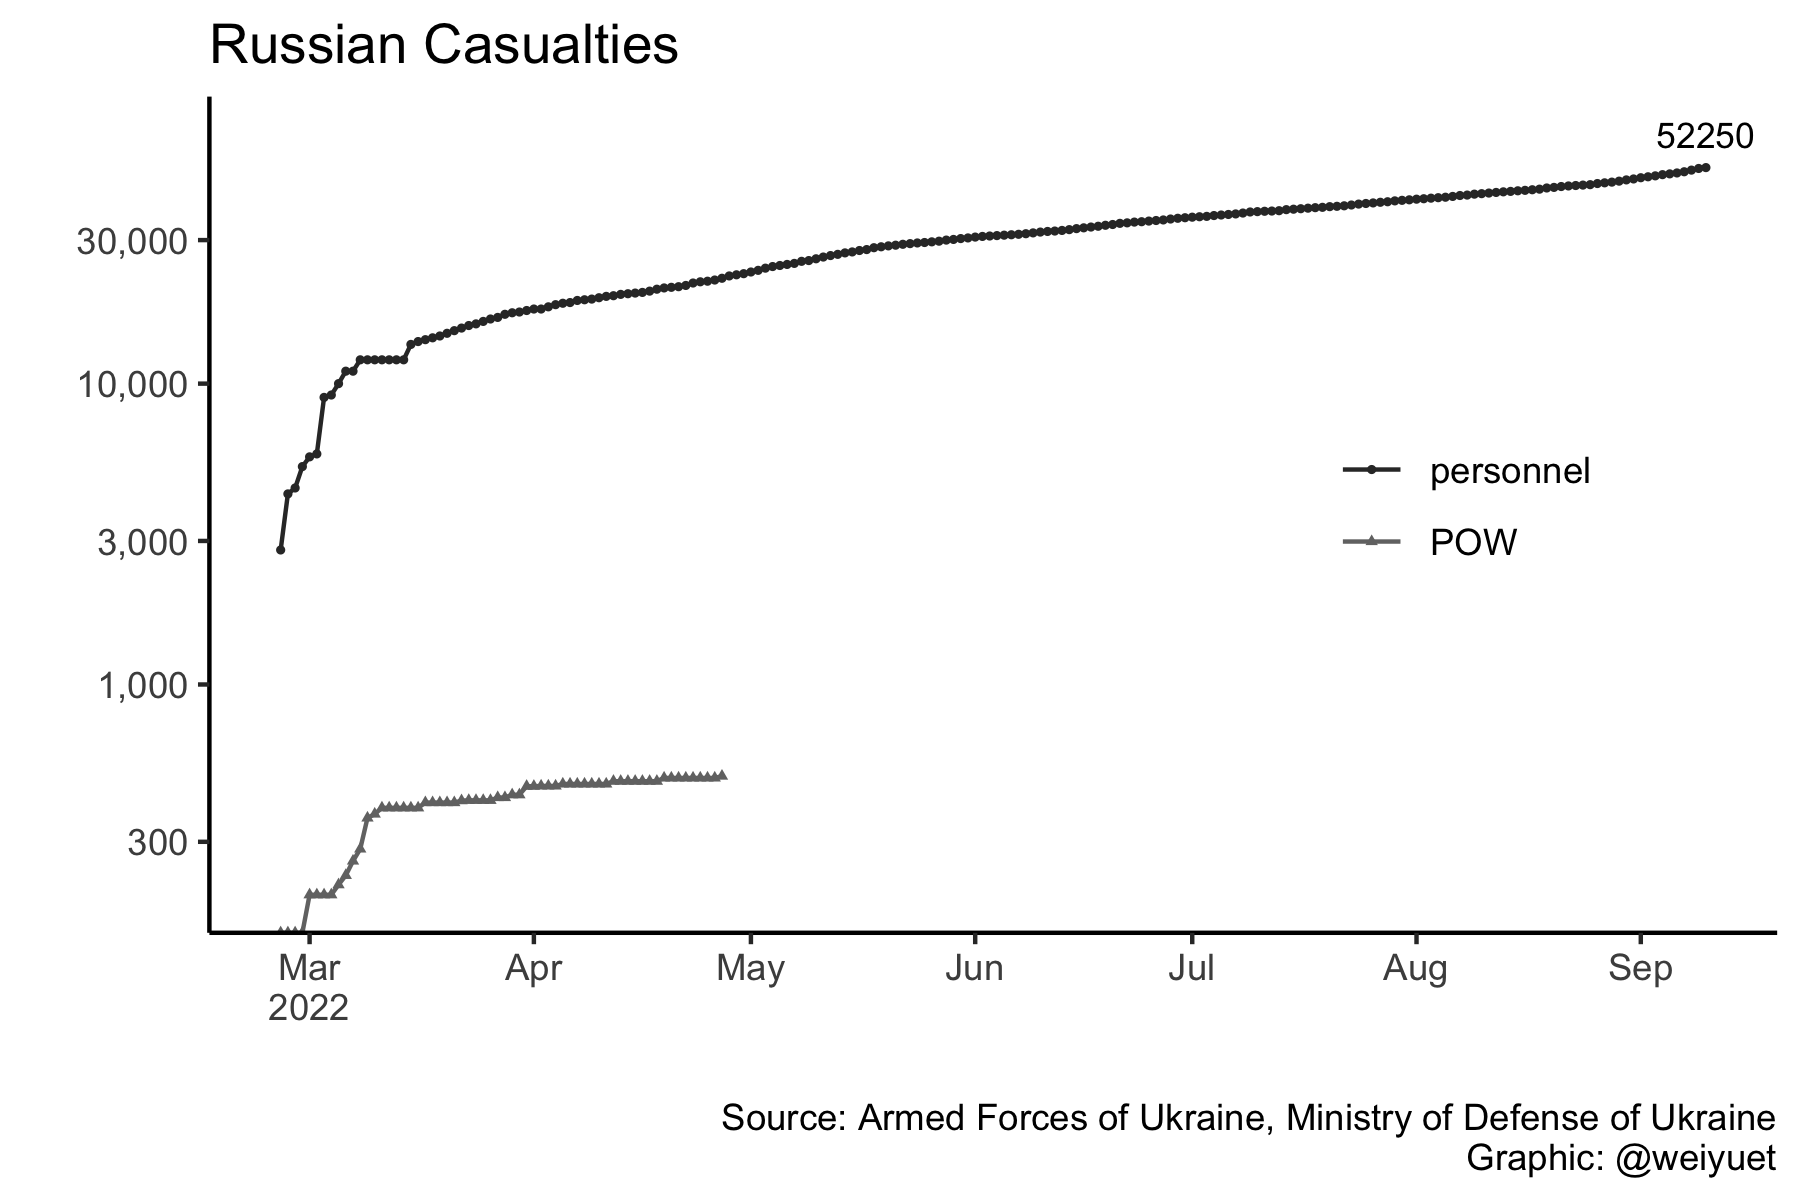 Russian Casualties
52250
30,000
10,000
3,000
1,000
300
personnel
POW
Mar
2022
Apr
May
Jun
Jul
Aug
Sep
Source: Armed Forces of Ukraine, Ministry of Defense of Ukraine
Graphic: @weiyuet